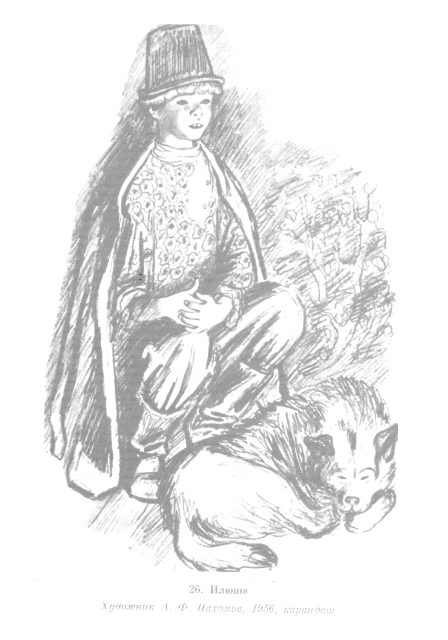 26. Илюша
Художник А. Ф. Пахомов, 1956, карандаш